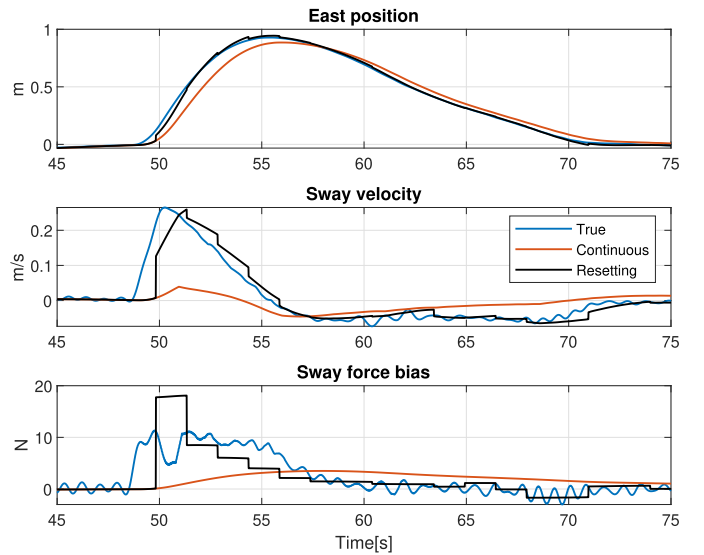 East position
1
0.5
0
m
45 50 55 60 65 70 75
Sway velocity
0.2
0.1
0
m/s
True
Continuous
Resetting
45 50 55 60 65 70 75
Sway force bias
20
10
0
N
45 50 55 60 65 70 75
Time[s]